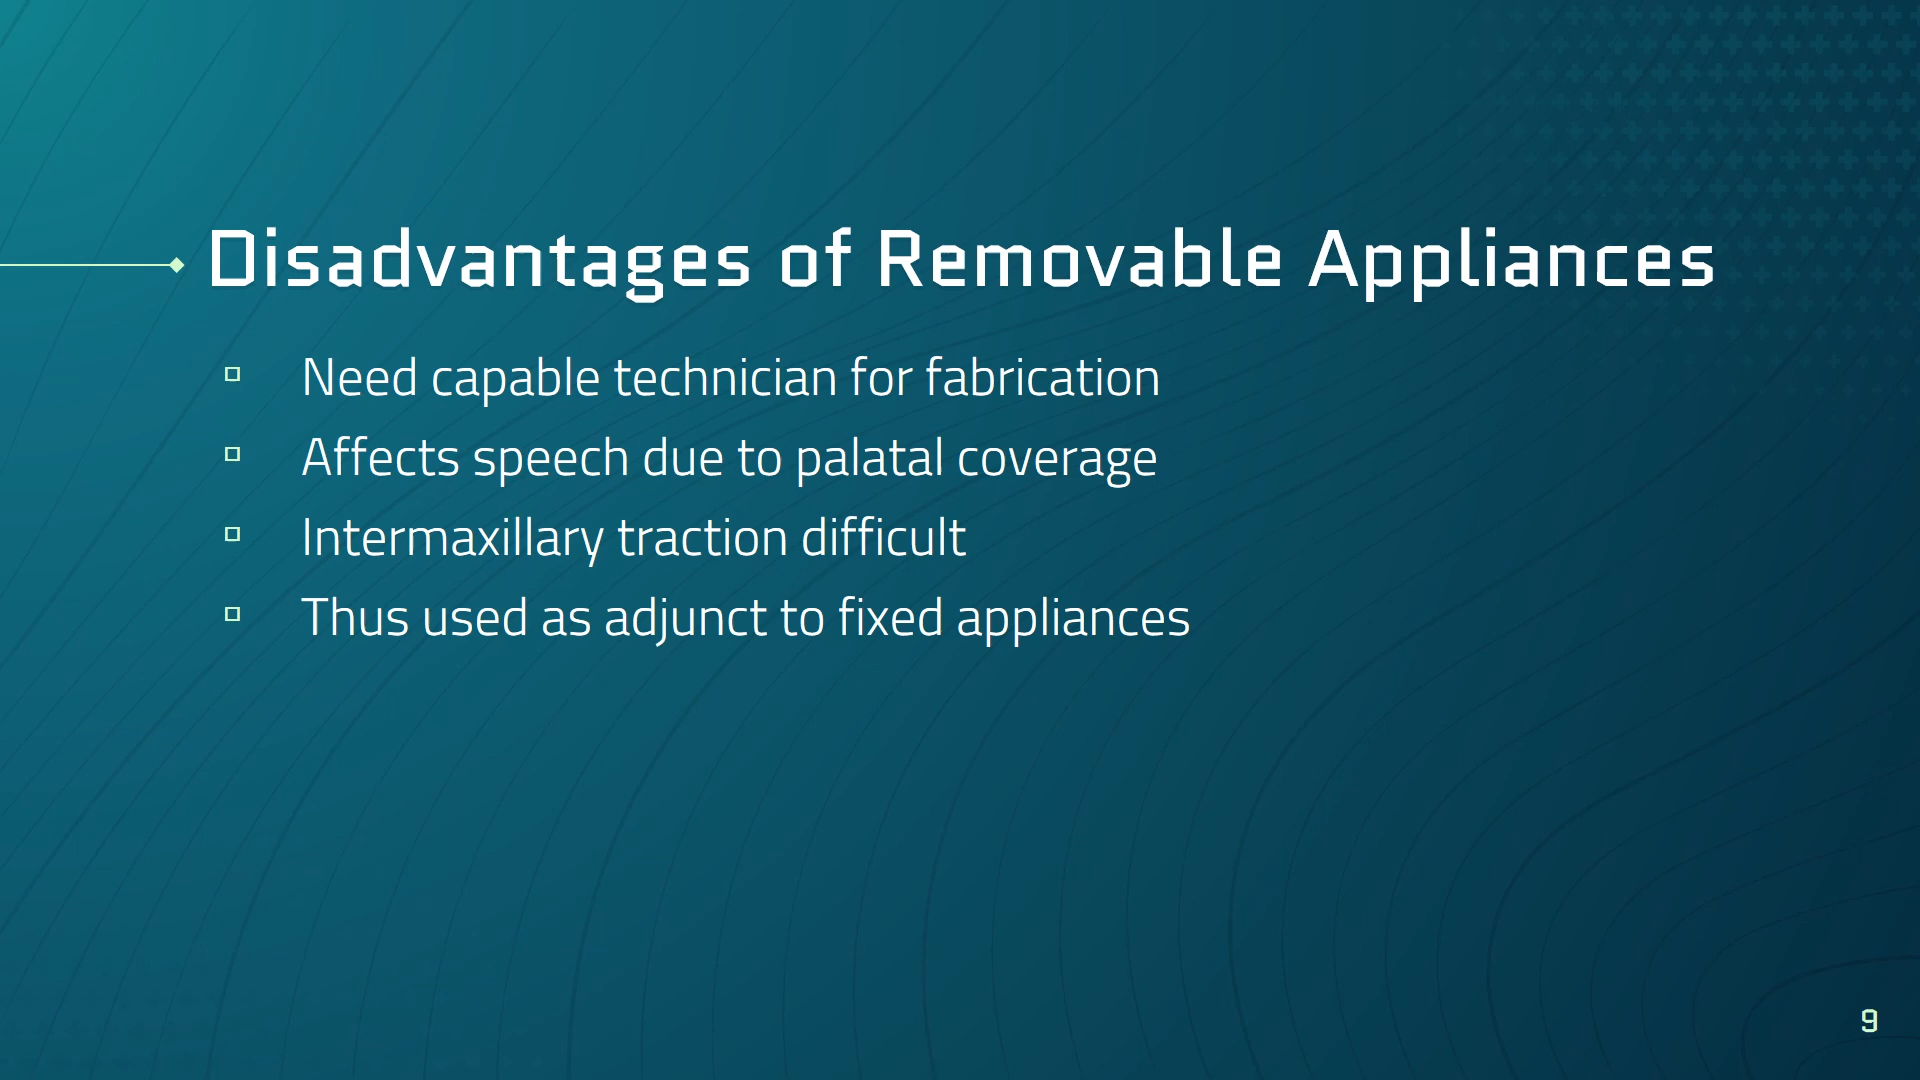 Disadvantages of Removable Appliances
Need capable technician for fabrication
Affects speech due to palatal coverage
Intermaxillary traction difficult
Thus used as adjunct to fixed appliances
9